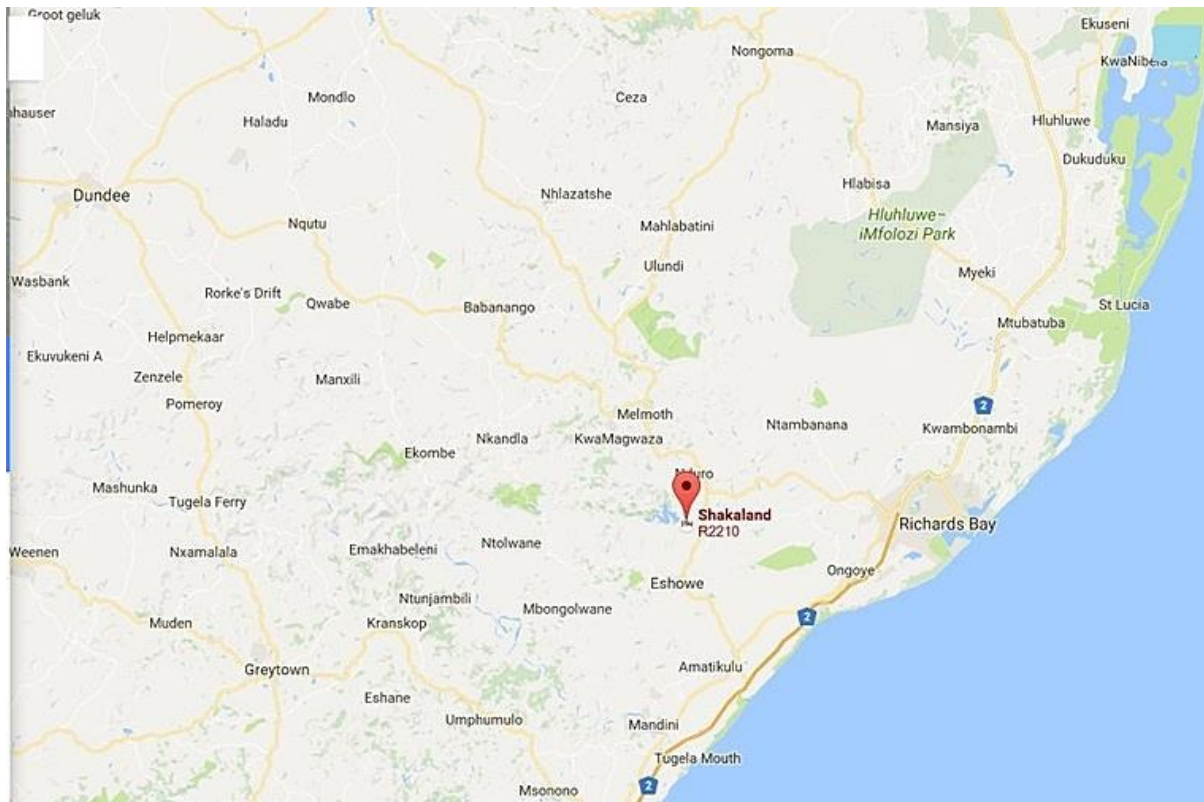 Groot geluk
Ekuseni
Nongoma
KwaNibela
Mondlo
Ceza
nhauser
Haladu
Mansiya
Hluhluwe
Dukuduku
Dundee
Nhlazatshe
Hlabisa
Nqutu
Mahlabatini
Hluhluwe–
iMfolozi Park
Ulundi
Myeki
Wasbank
Rorke's Drift
Qwabe
Babanango
St Lucia
Mtubatuba
Helpmekaar
Ekuvukeni A
Zenzele
Manxili
Pomeroy
2
Melmoth
Ntambanana
Kwambonambi
Nkandla
KwaMagwaza
Ekombe
Nduro
Mashunka
Tugela Ferry
Shakaland
R2210
Richards Bay
Weenen
Nxamalala
Emakhabeleni
Ntolwane
Ongoye
Eshowe
Ntunjambili
Mbongolwane
2
Muden
Kranskop
Greytown
Amatikulu
Eshane
Umphumulo
Mandini
Tugela Mouth
2
Msonono